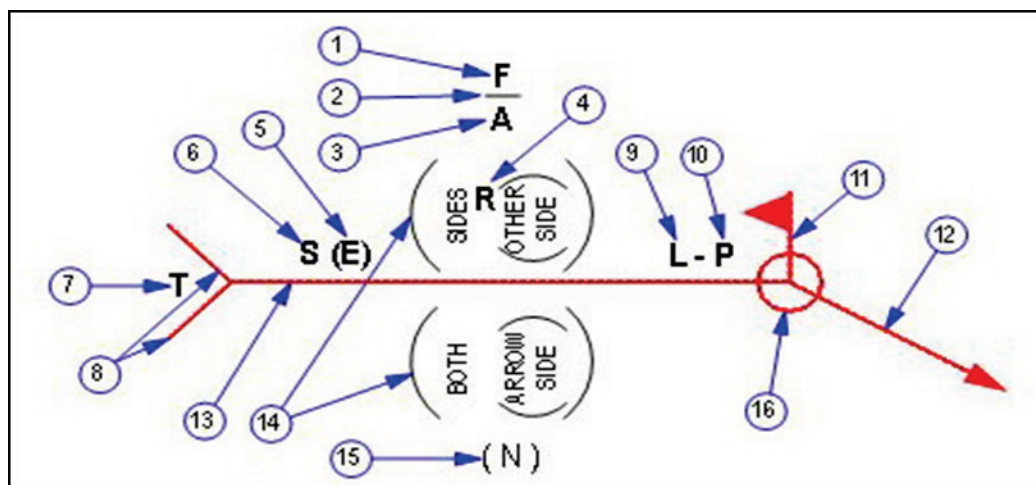 1
F
2
A
3
4
5
6
R
SIDES
OTHER
SIDE
9
10
11
S (E)
L - P
12
7
T
8
BOTH
ARROW
SIDE
13
14
16
15
( N )